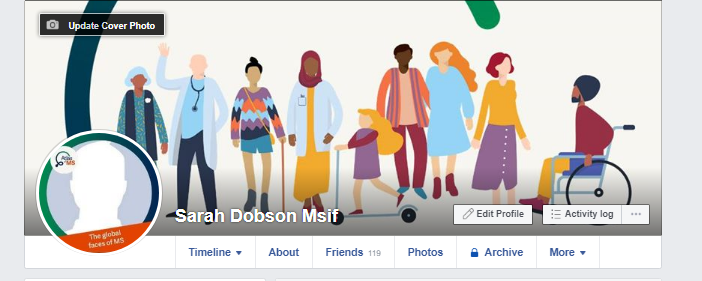 Update Cover Photo
of MS
The global
faces of MS
Sarah Dobson Msif
Edit Profile
Activity log
Timeline
About
Friends 119
Photos
Archive
More